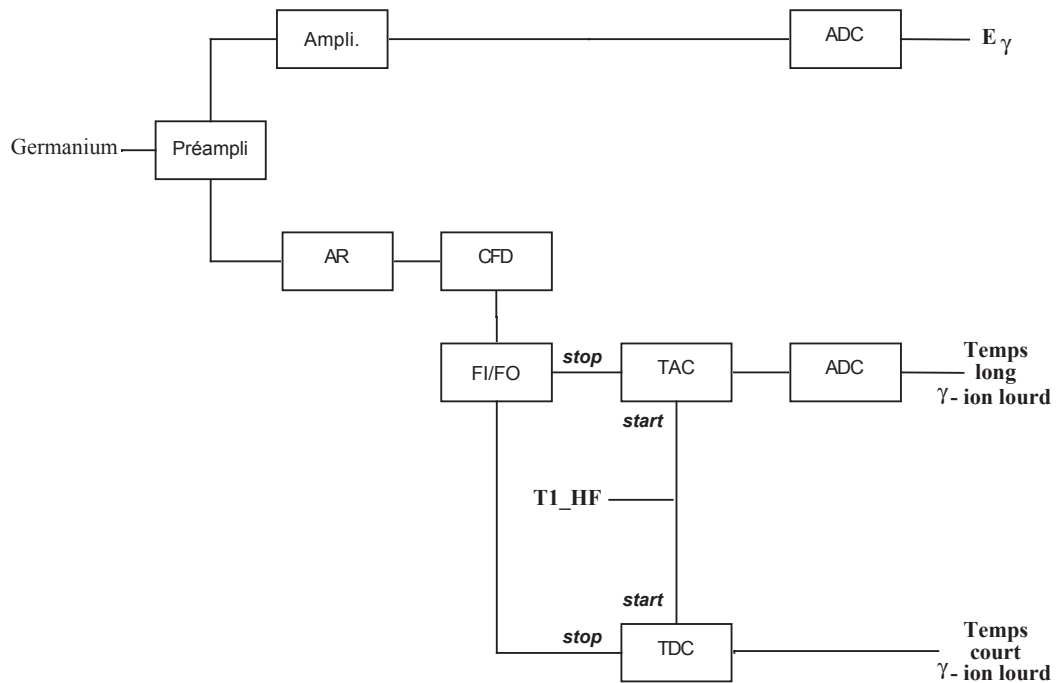 Ampli.
ADC
E γ
Germanium
Préampli
AR
CFD
FI/FO
stop
TAC
ADC
Temps
long
γ- ion lourd
start
T1_HF
start
stop
TDC
Temps
court
γ- ion lourd